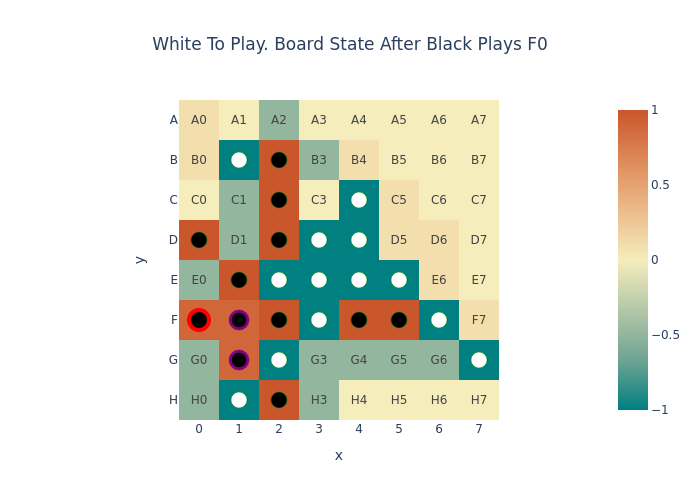 White To Play. Board State After Black Plays F0
A A0 A1 A2 A3 A4 A5 A6 A7
B B0 B3 B4 B5 B6 B7
C C0 C1 C3 C5 C6 C7
D D1 D5 D6 D7
E E0 E6 E7
F F7
G G0 G3 G4 G5 G6
H H0 H3 H4 H5 H6 H7
0 1 2 3 4 5 6 7
x
y
1
0.5
0
−0.5
−1